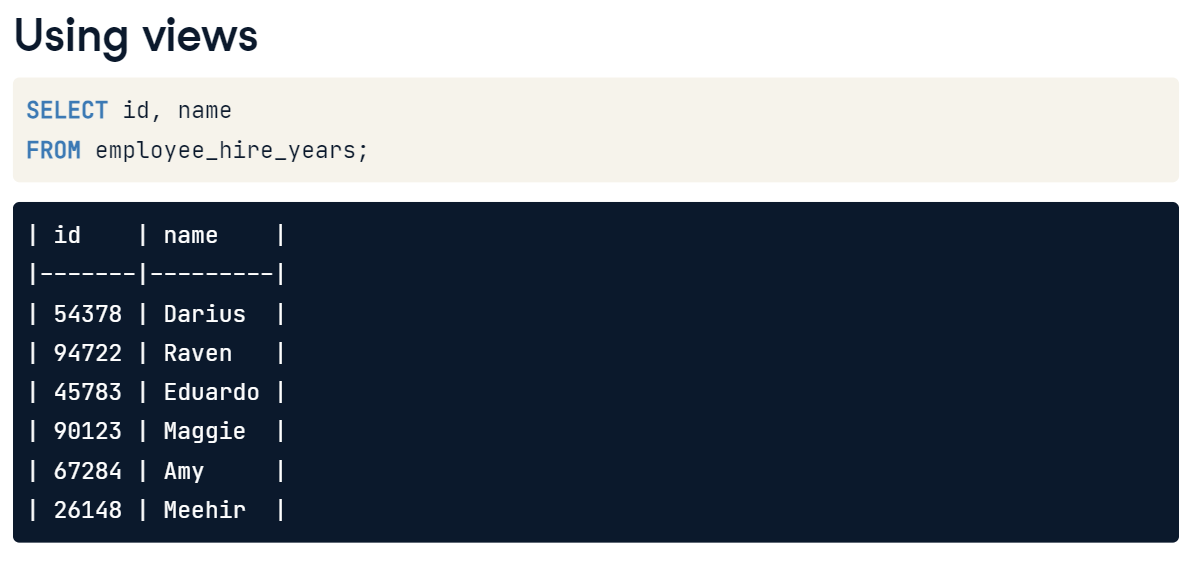 Using views
SELECT id, name
FROM employee_hire_years;
| id    | name    |
|-------|---------|
| 54378 | Darius  |
| 94722 | Raven   |
| 45783 | Eduardo |
| 90123 | Maggie  |
| 67284 | Amy     |
| 26148 | Meehir  |